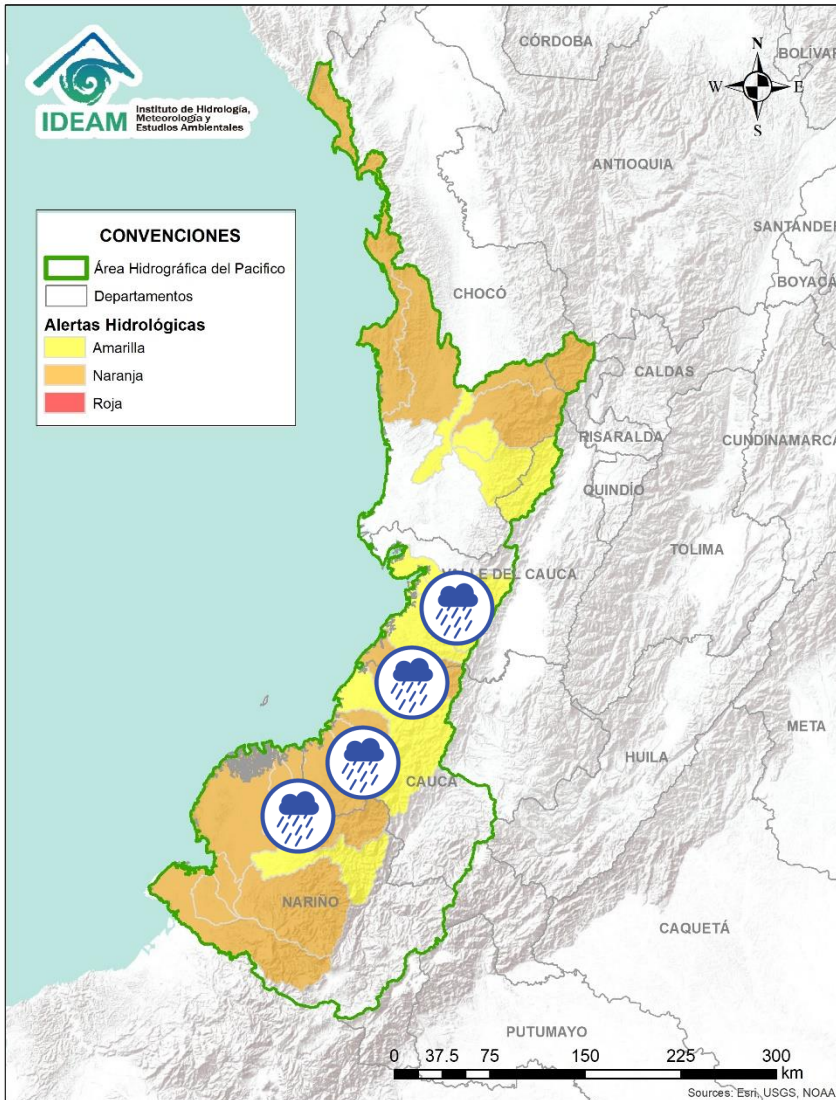 IDEAM
Instituto de Hidrología,
Meteorología y
Estudios Ambientales
CÓRDOBA
BOLÍVAR
N
W
E
S
ANTIOQUIA
SANTANDER
BOYACÁ
CONVENCIONES
Área Hidrográfica del Pacifico
Departamentos
Alertas Hidrológicas
Amarilla
Naranja
Roja
CHOCÓ
CALDAS
RISARALDA
CUNDINAMARCA
QUINDÍO
TOLIMA
VALLE DEL CAUCA
META
HUILA
CAUCA
NARIÑO
CAQUETÁ
PUTUMAYO
0 37.5 75 150 225 300
km
Sources: Esri, USGS, NOAA